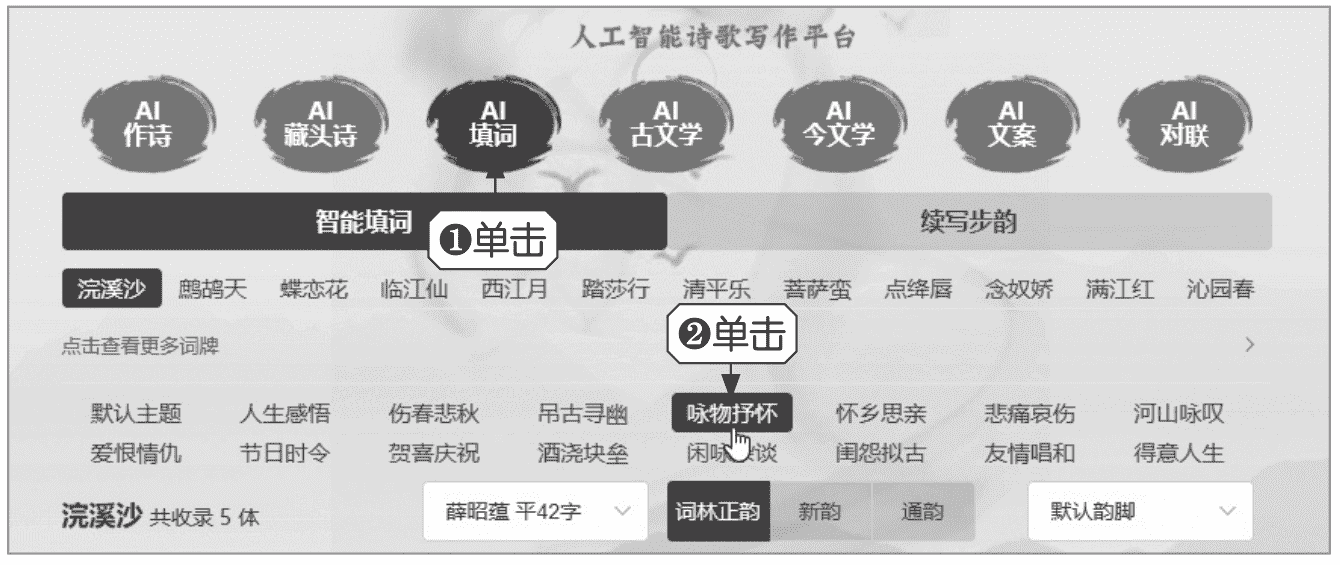 人工智能诗歌写作平台
AI 作诗 AI 藏头诗 AI 填词 AI 古文学 AI 今文学 AI 文案 AI 对联
智能填词 续写步韵
❶单击
浣溪沙 鹧鸪天 蝶恋花 临江仙 西江月 踏莎行 清平乐 菩萨蛮 点绛唇 念奴娇 满江红 沁园春
❷单击
点击查看更多词牌
默认主题 人生感悟 伤春悲秋 吊古寻幽 咏物抒怀 怀乡思亲 悲痛哀伤 河山咏叹
爱恨情仇 节日时令 贺喜庆祝 酒浇块垒 闲咏 谈 闺怨拟古 友情唱和 得意人生
浣溪沙 共收录 5 体 薛昭蕴 平42字 词林正韵 新韵 通韵 默认韵脚